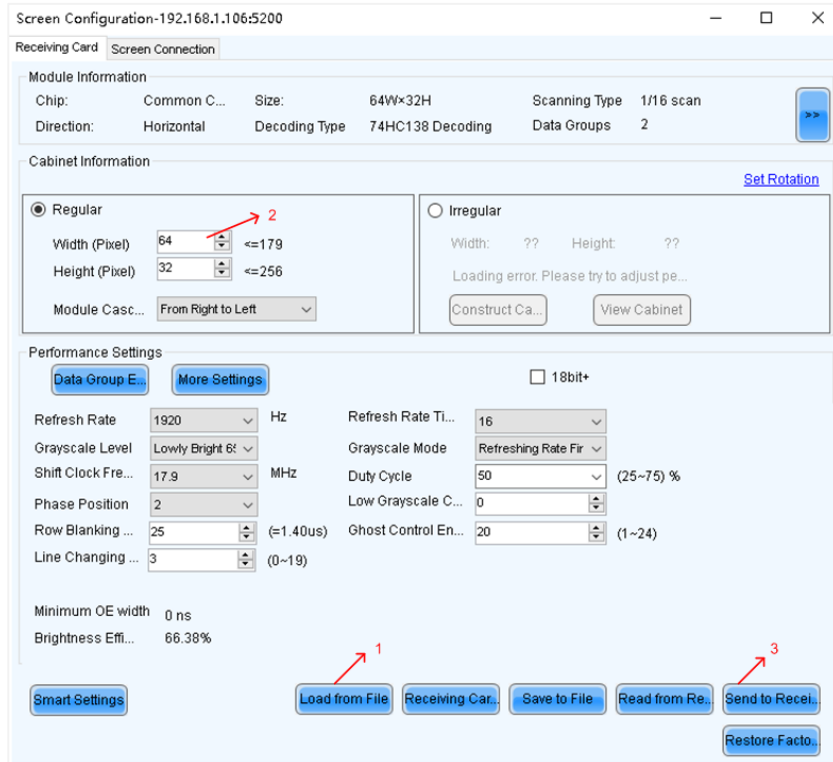 Screen Configuration-192.168.1.106:5200
Receiving Card Screen Connection
Module Information
Chip: Common C... Size: 64W×32H Scanning Type 1/16 scan
Direction: Horizontal Decoding Type 74HC138 Decoding Data Groups 2
>>
Cabinet Information
Set Rotation
Regular 2 Irregular
Width (Pixel) 64 <=179 Width: ?? Height: ??
Height (Pixel) 32 <=256 Loading error. Please try to adjust pe...
Module Casc... From Right to Left Construct Ca... View Cabinet
Performance Settings
Data Group E... More Settings 18bit+
Refresh Rate 1920 Hz Refresh Rate Ti... 16
Grayscale Level Lowly Bright Grayscale Mode Refreshing Rate Fir
Shift Clock Fre... 17.9 MHz Duty Cycle 50 (25~75) %
Phase Position 2 Low Grayscale C... 0
Row Blanking ... 25 (=1.40us) Ghost Control En... 20 (1~24)
Line Changing ... 3 (0~19)
Minimum OE width 0 ns
Brightness Effi... 66.38%
1 3
Smart Settings Load from File Receiving Car... Save to File Read from Re... Send to Recei...
Restore Facto...